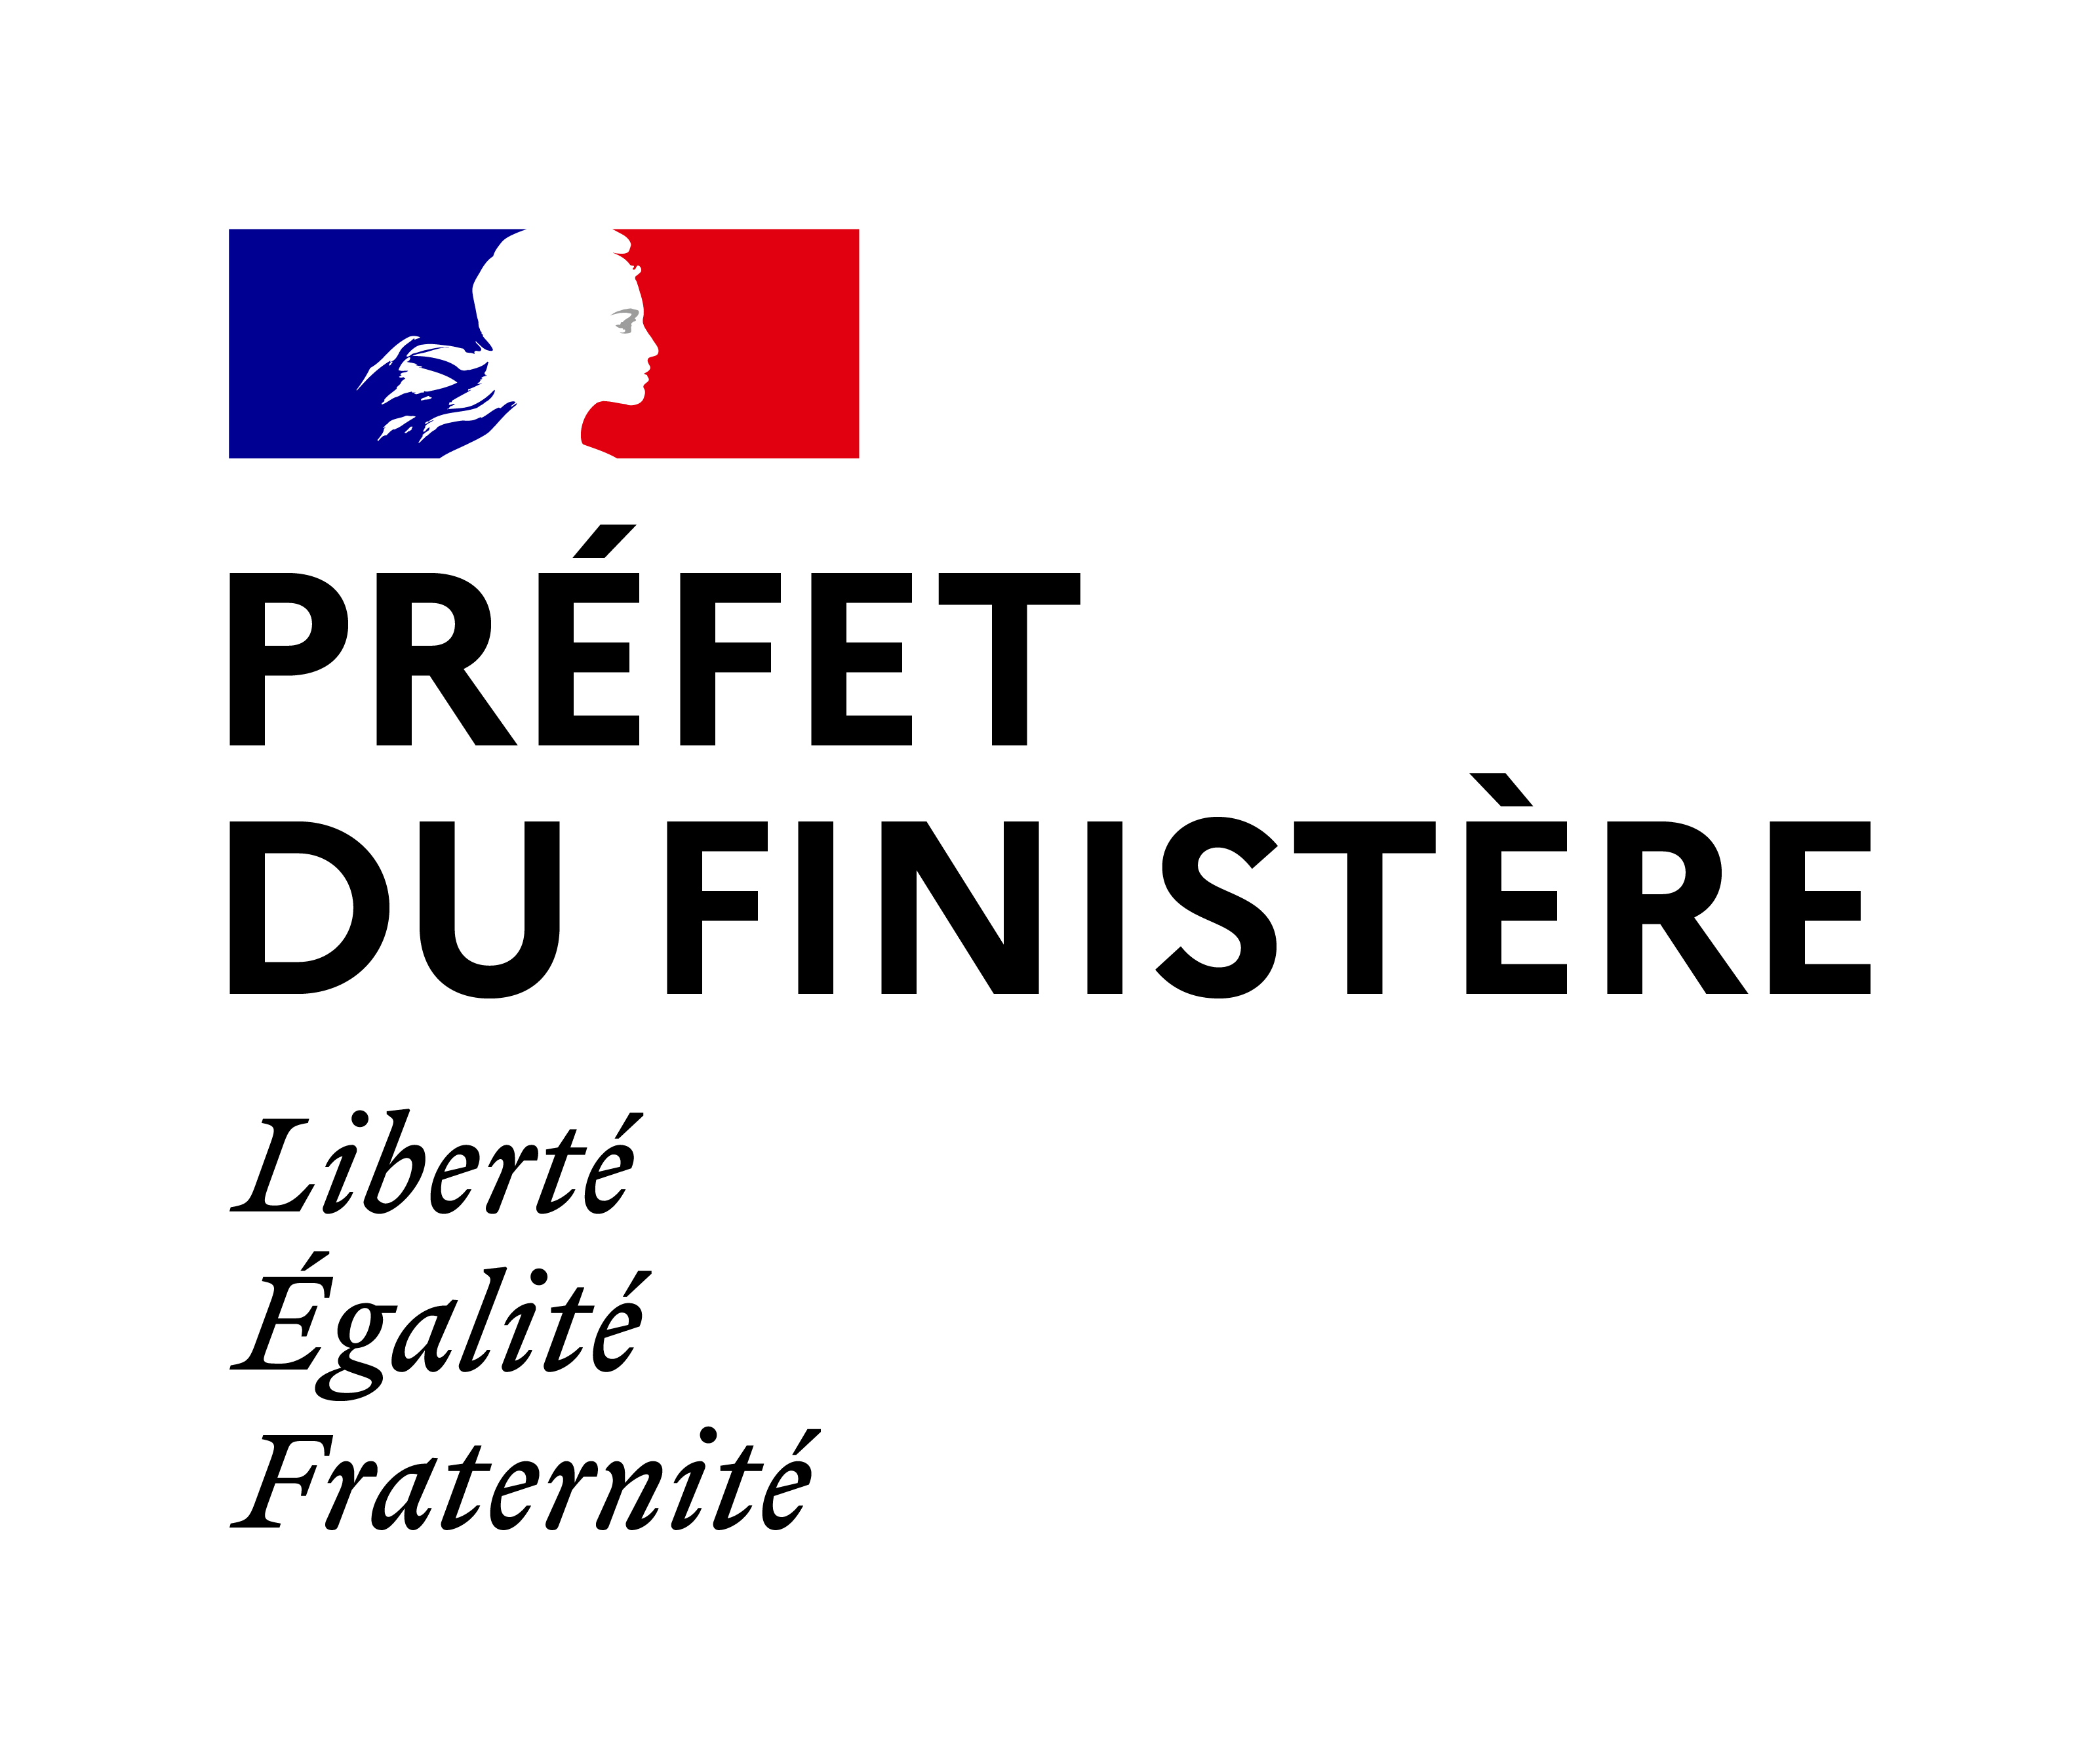 PRÉFET
DU FINISTÈRE
Liberté
Égalité
Fraternité